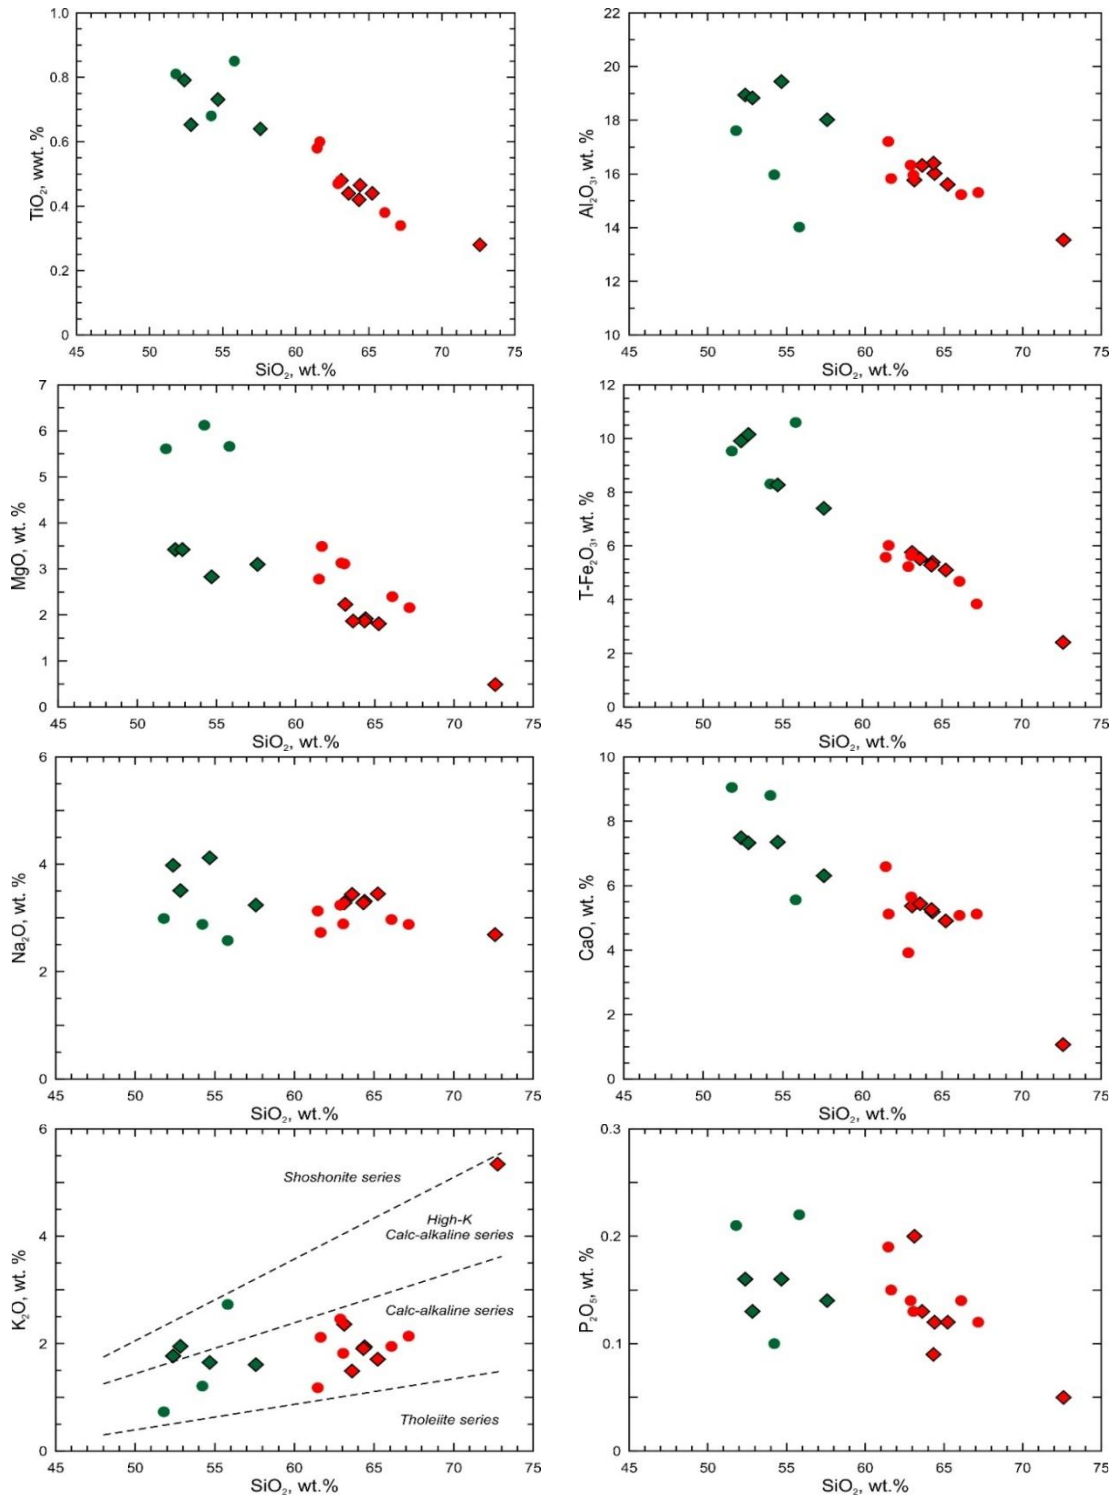 1.0
0.8
0.6
0.4
0.2
0
TiO₂, wwt. %
45 50 55 60 65 70 75
SiO₂, wt.%
22
20
18
16
14
12
10
Al₂O₃, wt. %
45 50 55 60 65 70 75
SiO₂, wt.%
7
6
5
4
3
2
1
0
MgO, wt. %
45 50 55 60 65 70 75
SiO₂, wt.%
12
10
8
6
4
2
0
T-Fe₂O₃, wt. %
45 50 55 60 65 70 75
SiO₂, wt.%
6
4
2
0
Na₂O, wt. %
45 50 55 60 65 70 75
SiO₂, wt.%
10
8
6
4
2
0
CaO, wt. %
45 50 55 60 65 70 75
SiO₂, wt.%
6
4
2
0
K₂O, wt. %
Shoshonite series
High-K
Calc-alkaline series
Calc-alkaline series
Tholeiite series
45 50 55 60 65 70 75
SiO₂, wt.%
0.3
0.2
0.1
0
P₂O₅, wt. %
45 50 55 60 65 70 75
SiO₂, wt.%